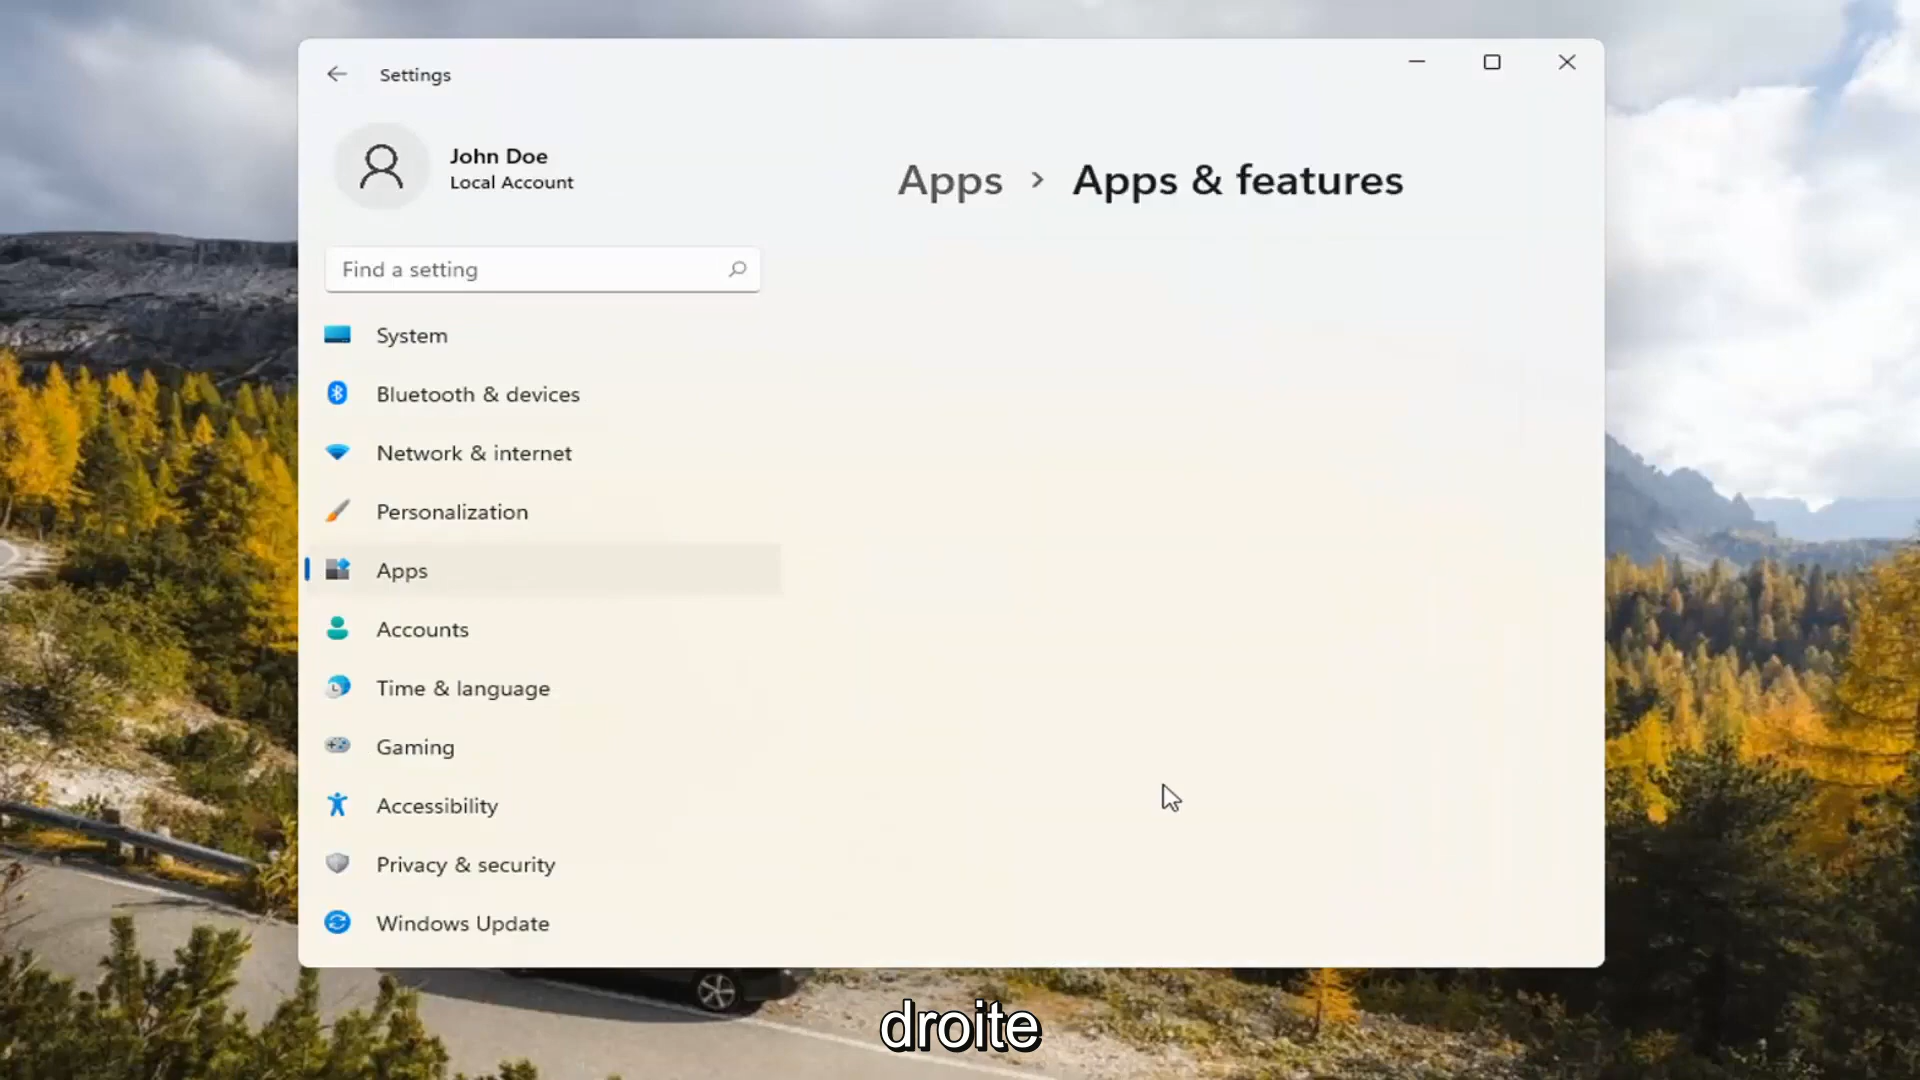 Settings
John Doe
Local Account
Find a setting
System
Bluetooth & devices
Network & internet
Personalization
Apps
Accounts
Time & language
Gaming
Accessibility
Privacy & security
Windows Update
Apps > Apps & features
droite